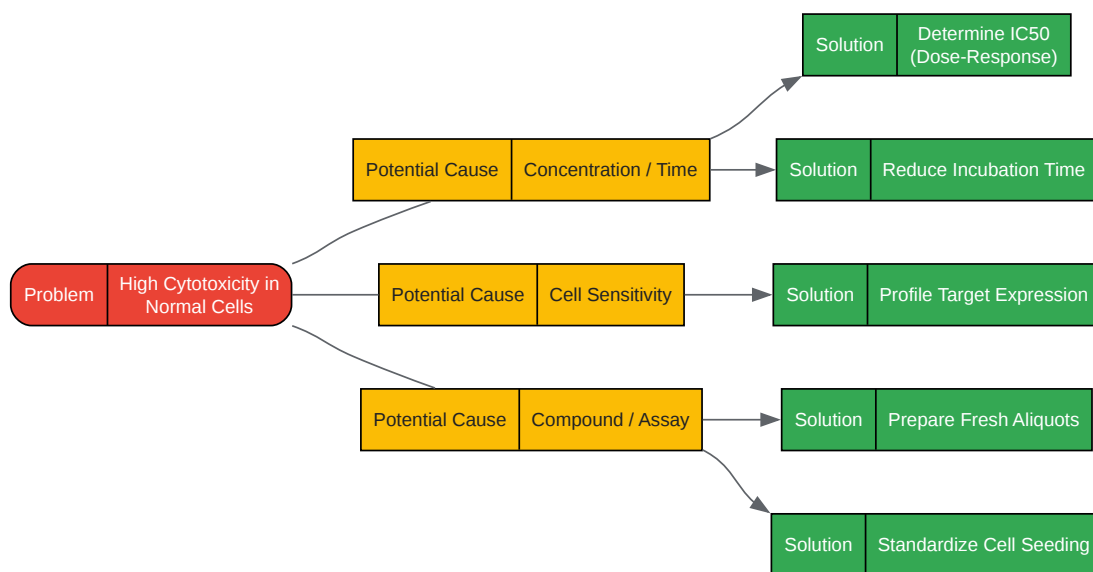 Problem
High Cytotoxicity in
Normal Cells
Potential Cause
Concentration / Time
Solution
Determine IC50
(Dose-Response)
Solution
Reduce Incubation Time
Potential Cause
Cell Sensitivity
Solution
Profile Target Expression
Potential Cause
Compound / Assay
Solution
Prepare Fresh Aliquots
Solution
Standardize Cell Seeding